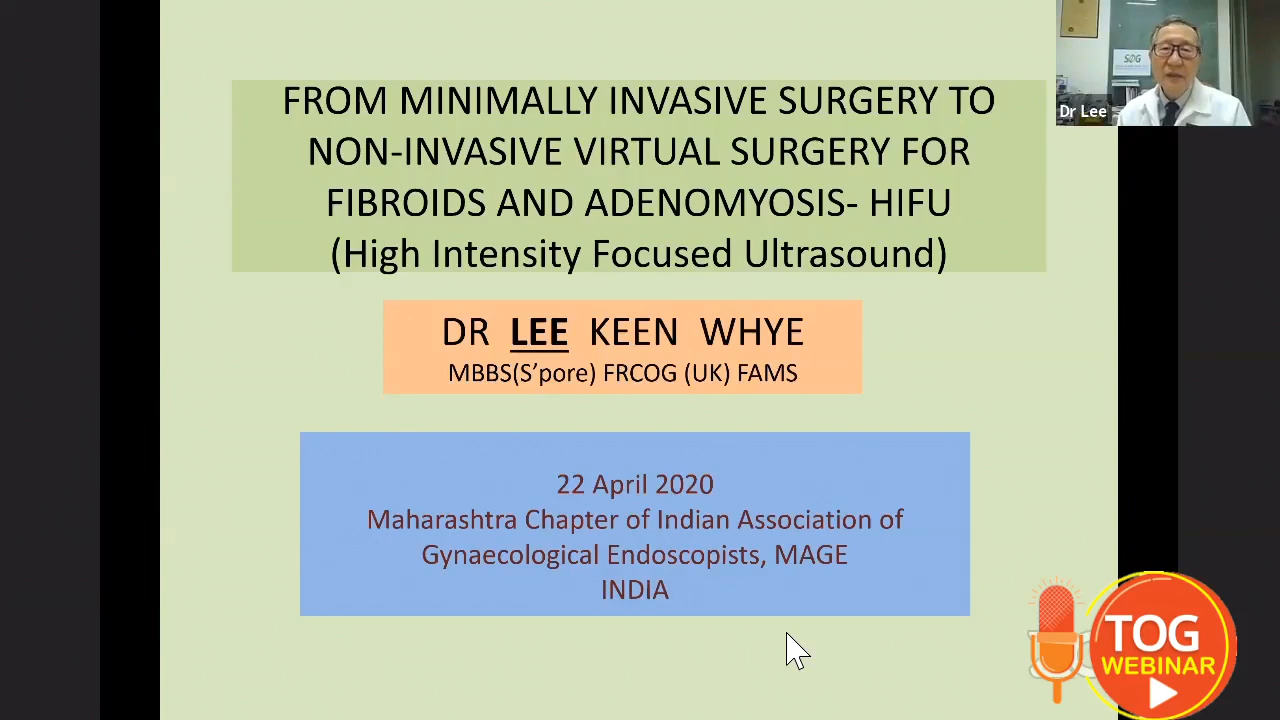 FROM MINIMALLY INVASIVE SURGERY TO
NON-INVASIVE VIRTUAL SURGERY FOR
FIBROIDS AND ADENOMYOSIS- HIFU
(High Intensity Focused Ultrasound)
DR LEE KEEN WHYE
MBBS(S’pore) FRCOG (UK) FAMS
22 April 2020
Maharashtra Chapter of Indian Association of
Gynaecological Endoscopists, MAGE
INDIA
Dr Lee
TOG
WEBINAR